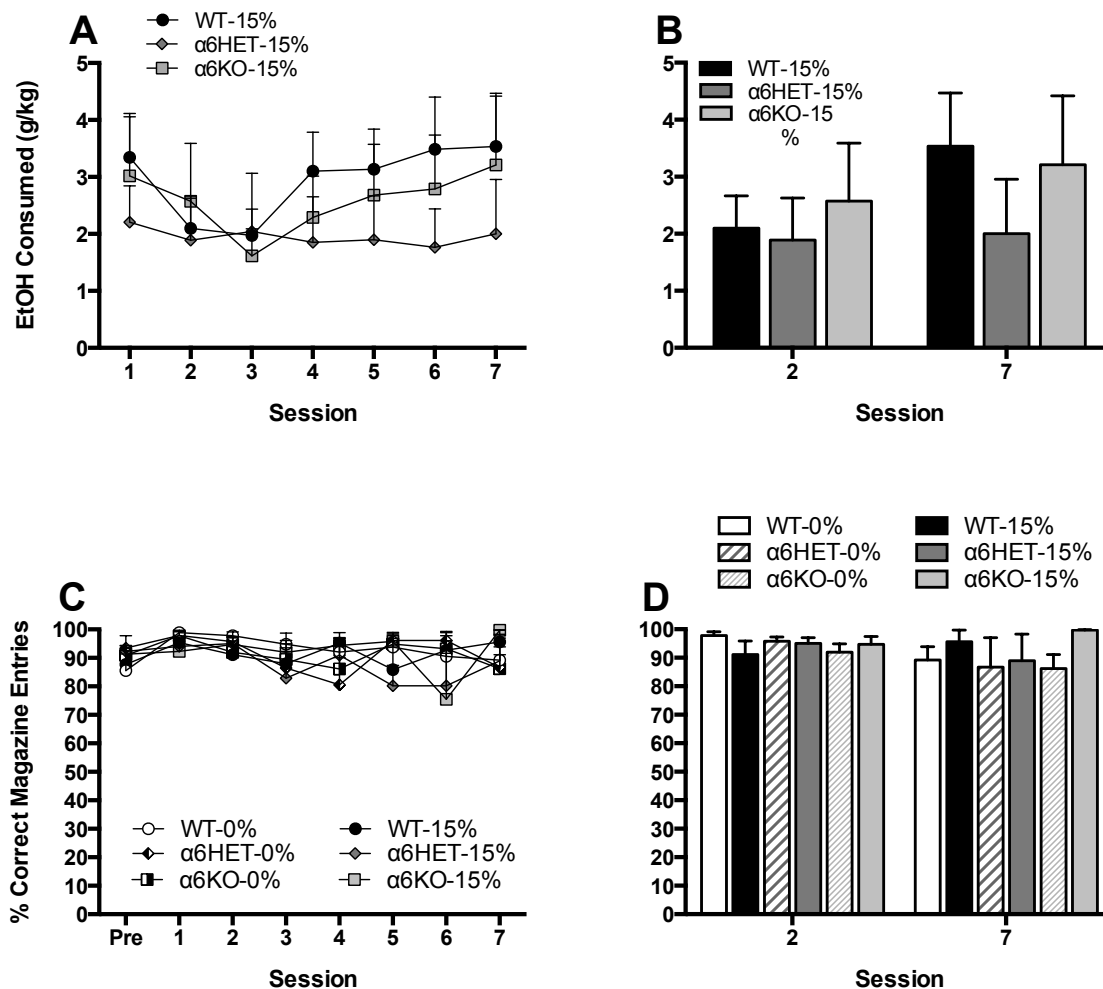 A
WT-15%
α6HET-15%
α6KO-15%
EtOH Consumed (g/kg)
5
4
3
2
1
0
1 2 3 4 5 6 7
Session
B
WT-15%
α6HET-15%
α6KO-15
%
5
4
3
2
1
0
2 7
Session
C
% Correct Magazine Entries
100
90
80
70
60
50
40
30
20
10
0
WT-0%
α6HET-0%
α6KO-0%
WT-15%
α6HET-15%
α6KO-15%
Pre 1 2 3 4 5 6 7
Session
WT-0%
α6HET-0%
α6KO-0%
WT-15%
α6HET-15%
α6KO-15%
D
100
90
80
70
60
50
40
30
20
10
0
2 7
Session